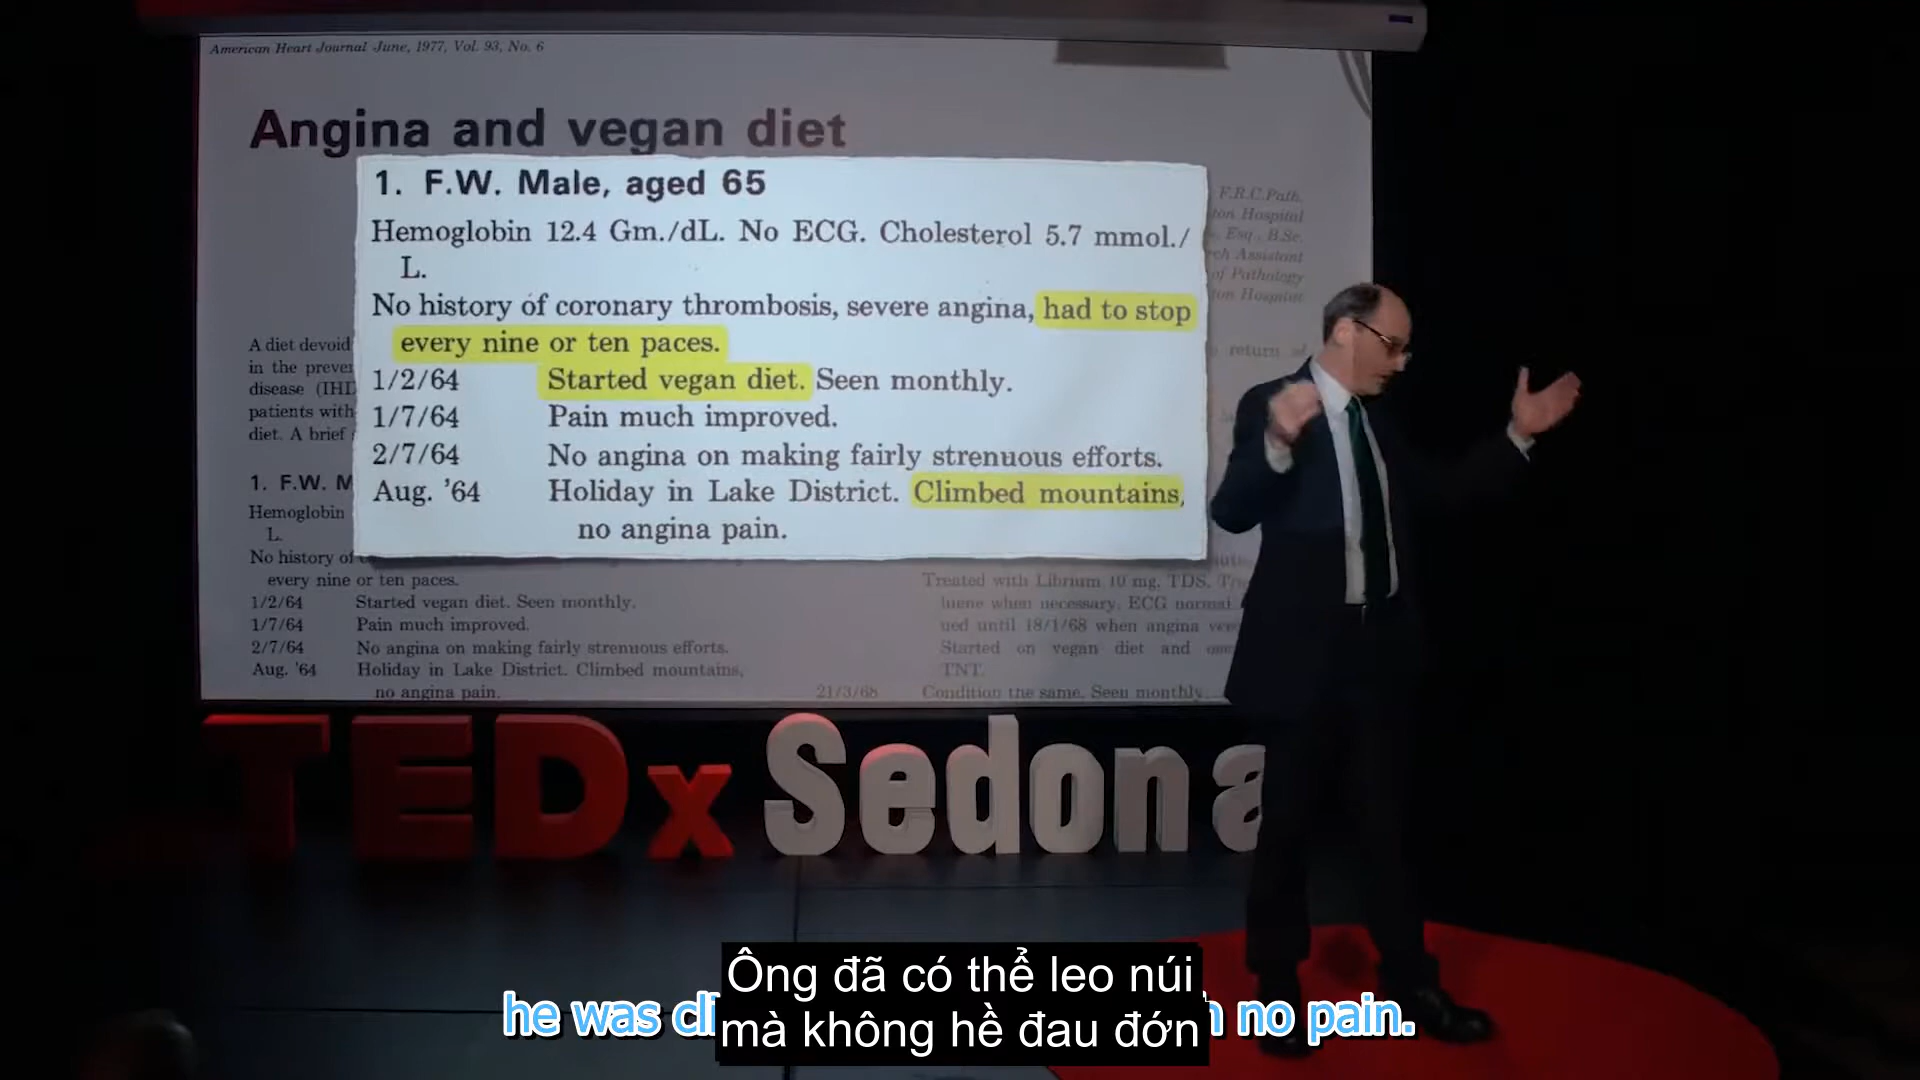 American Heart Journal June, 1977, Vol. 93, No. 6
Angina and vegan diet
1. F.W. Male, aged 65
Hemoglobin 12.4 Gm./dL. No ECG. Cholesterol 5.7 mmol./
L.
No history of coronary thrombosis, severe angina, had to stop
every nine or ten paces.
1/2/64 Started vegan diet. Seen monthly.
1/7/64 Pain much improved.
2/7/64 No angina on making fairly strenuous efforts.
Aug. '64 Holiday in Lake District. Climbed mountains,
no angina pain.
F.R.C.Path.
Hospital
Esq., B.Sc.
Assistant
of Pathology
Hospital
A diet devoid
in the
disease (IHD
patients with
diet. A brief
return of
1. F.W. M
Hemoglobin
L.
No history of
every nine or ten paces.
1/2/64 Started vegan diet. Seen monthly.
1/7/64 Pain much improved.
2/7/64 No angina on making fairly strenuous efforts.
Aug. '64 Holiday in Lake District. Climbed mountains,
no angina pain.
Treated with Librium 10 mg. TDS.
when necessary. ECG normal
ued until 18/1/68 when angina
Started on vegan diet and
TNT.
21/3/68 Condition the same. Seen monthly
TEDx Sedona
Ông đã có thể leo núi
mà không hề đau đớn
he was no pain.